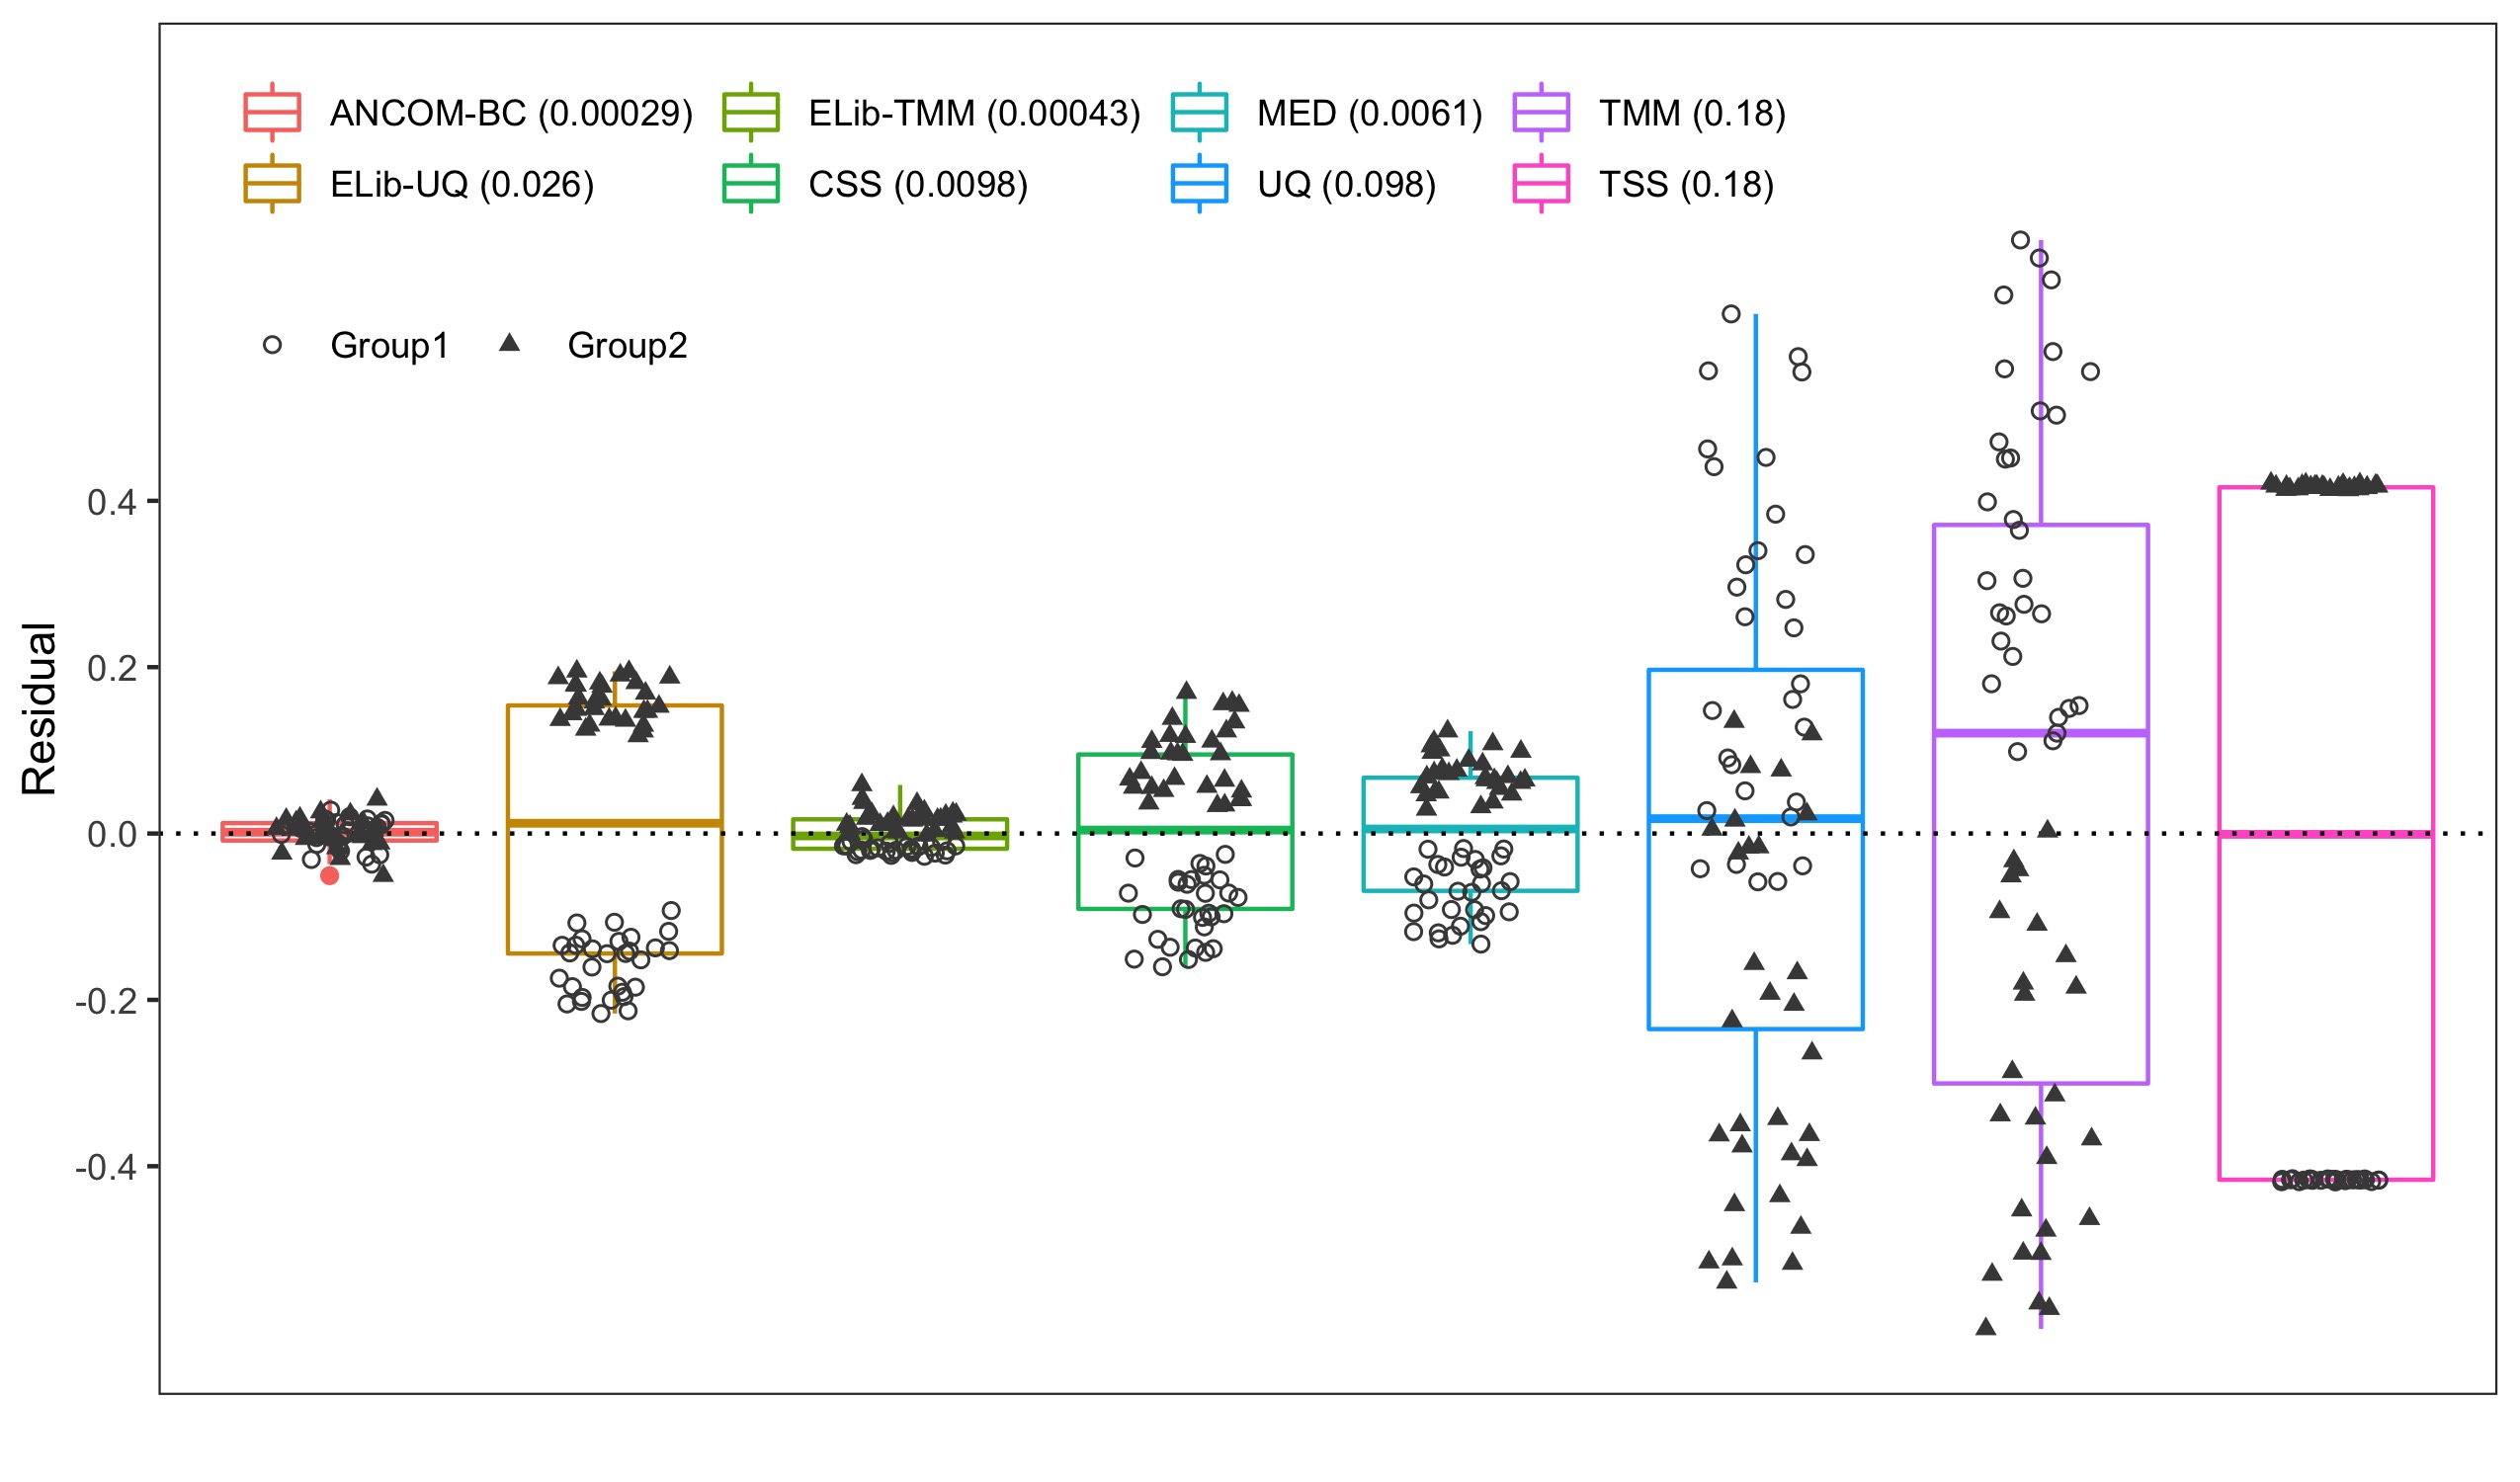 ANCOM-BC (0.00029) ELib-TMM (0.00043) MED (0.0061) TMM (0.18)
ELib-UQ (0.026) CSS (0.0098) UQ (0.098) TSS (0.18)
Group1 Group2
Residual
0.4
0.2
0.0
-0.2
-0.4